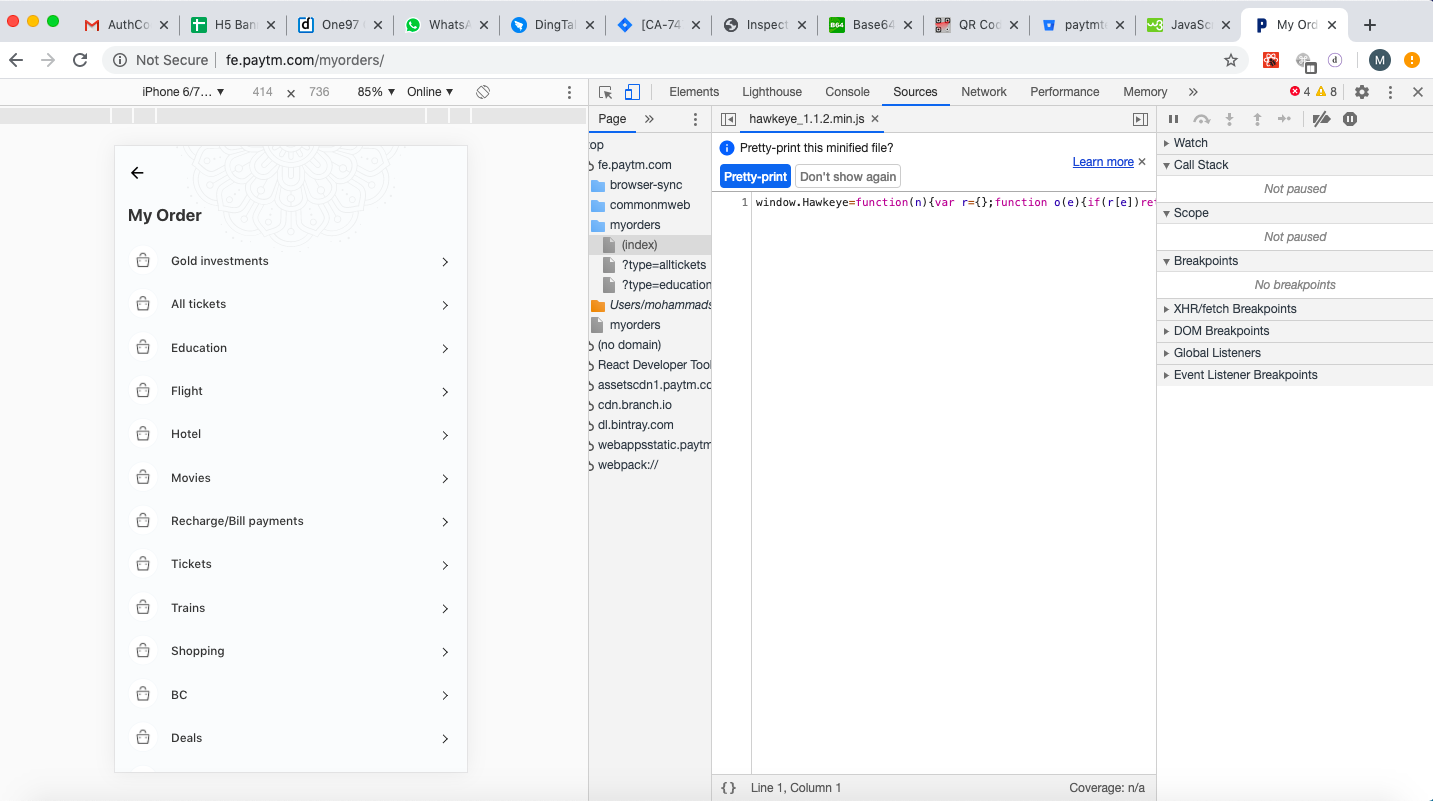 AuthCo
H5 Ban
One97
WhatsA
DingTal
[CA-74
Inspect
Base64
QR Cod
paytmte
JavaSc
My Ord
Not Secure
fe.paytm.com/myorders/
M
iPhone 6/7... ▼ 414 × 736 85% ▼ Online ▼
Elements Lighthouse Console Sources Network Performance Memory » 4 8
Page »
hawkeye_1.1.2.min.js ×
Pretty-print this minified file?
Learn more ×
Pretty-print Don't show again
1 window.Hawkeye=function(n){var r={};function o(e){if(r[e])ret
top
fe.paytm.com
browser-sync
commonmweb
myorders
(index)
?type=alltickets
?type=education
Users/mohammads
myorders
(no domain)
React Developer Tool
assetscdn1.paytm.co
cdn.branch.io
dl.bintray.com
webappsstatic.paytm
webpack://
Watch
Call Stack
Not paused
Scope
Not paused
Breakpoints
No breakpoints
XHR/fetch Breakpoints
DOM Breakpoints
Global Listeners
Event Listener Breakpoints
My Order
Gold investments
All tickets
Education
Flight
Hotel
Movies
Recharge/Bill payments
Tickets
Trains
Shopping
BC
Deals
{} Line 1, Column 1
Coverage: n/a